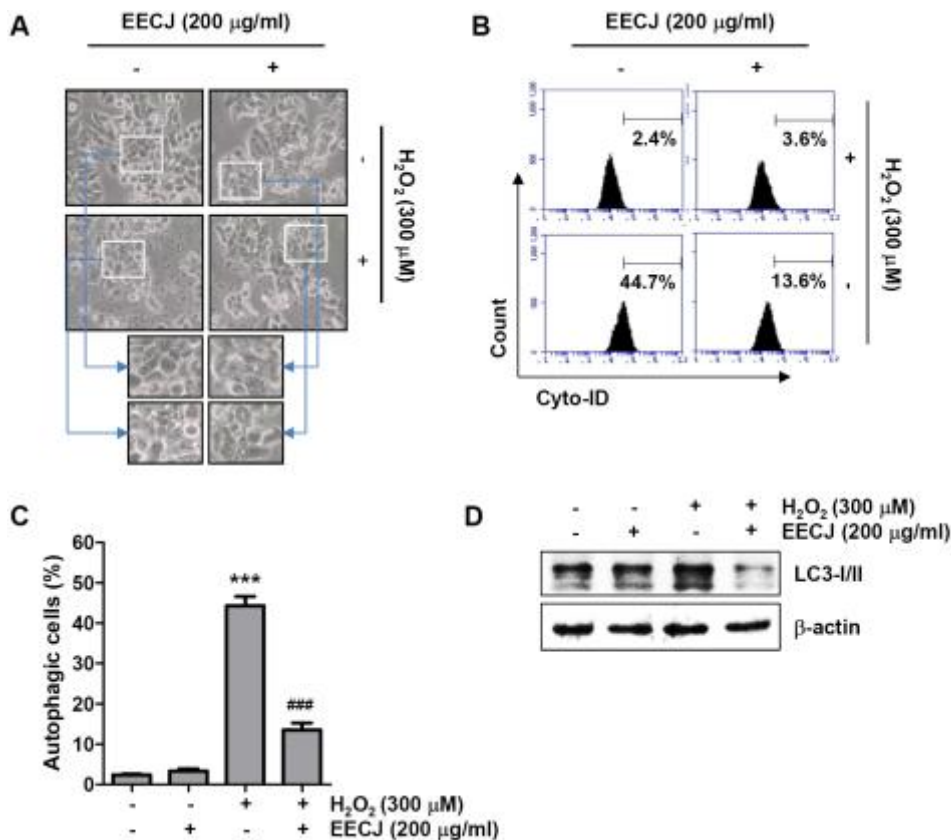 A
EECJ (200 μg/ml)
- +
-
+
H₂O₂ (300 μM)
B
EECJ (200 μg/ml)
- +
2.4% 3.6%
44.7% 13.6%
+
-
H₂O₂ (300 μM)
Count
Cyto-ID
C
Autophagic cells (%)
60
50
40
30
20
10
0
***
###
- - + + H₂O₂ (300 μM)
- + - + EECJ (200 μg/ml)
D
- - + + H₂O₂ (300 μM)
- + - + EECJ (200 μg/ml)
LC3-I/II
β-actin